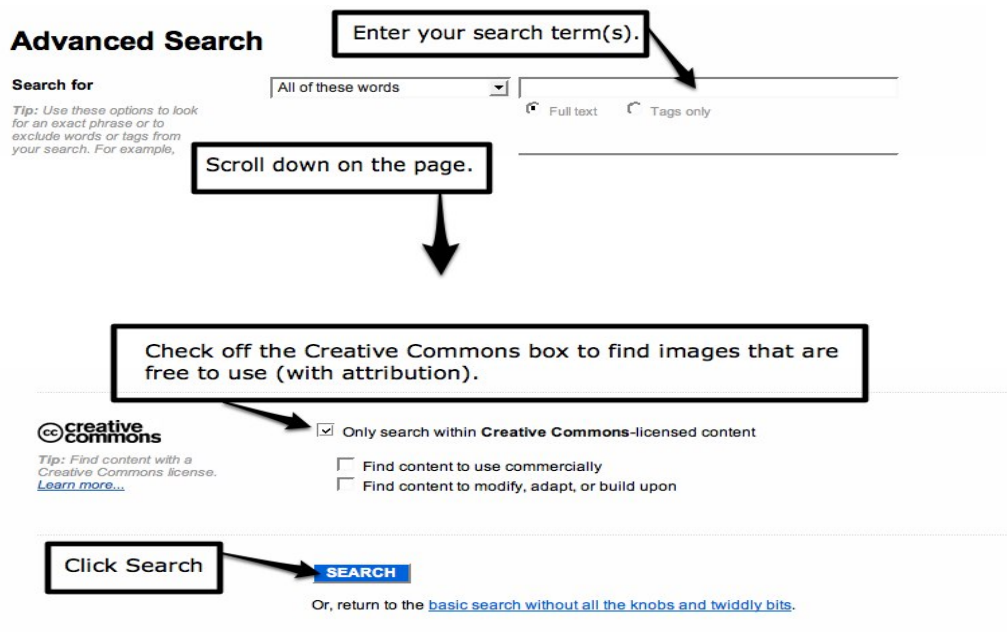 Enter your search term(s).
Advanced Search
Search for
All of these words
Tip: Use these options to look
for an exact phrase or to
exclude words or tags from
your search. For example,
Full text
Tags only
Scroll down on the page.
Check off the Creative Commons box to find images that are
free to use (with attribution).
cc creative
commons
Tip: Find content with a
Creative Commons license.
Learn more...
Only search within Creative Commons-licensed content
Find content to use commercially
Find content to modify, adapt, or build upon
Click Search
SEARCH
Or, return to the basic search without all the knobs and twiddly bits.